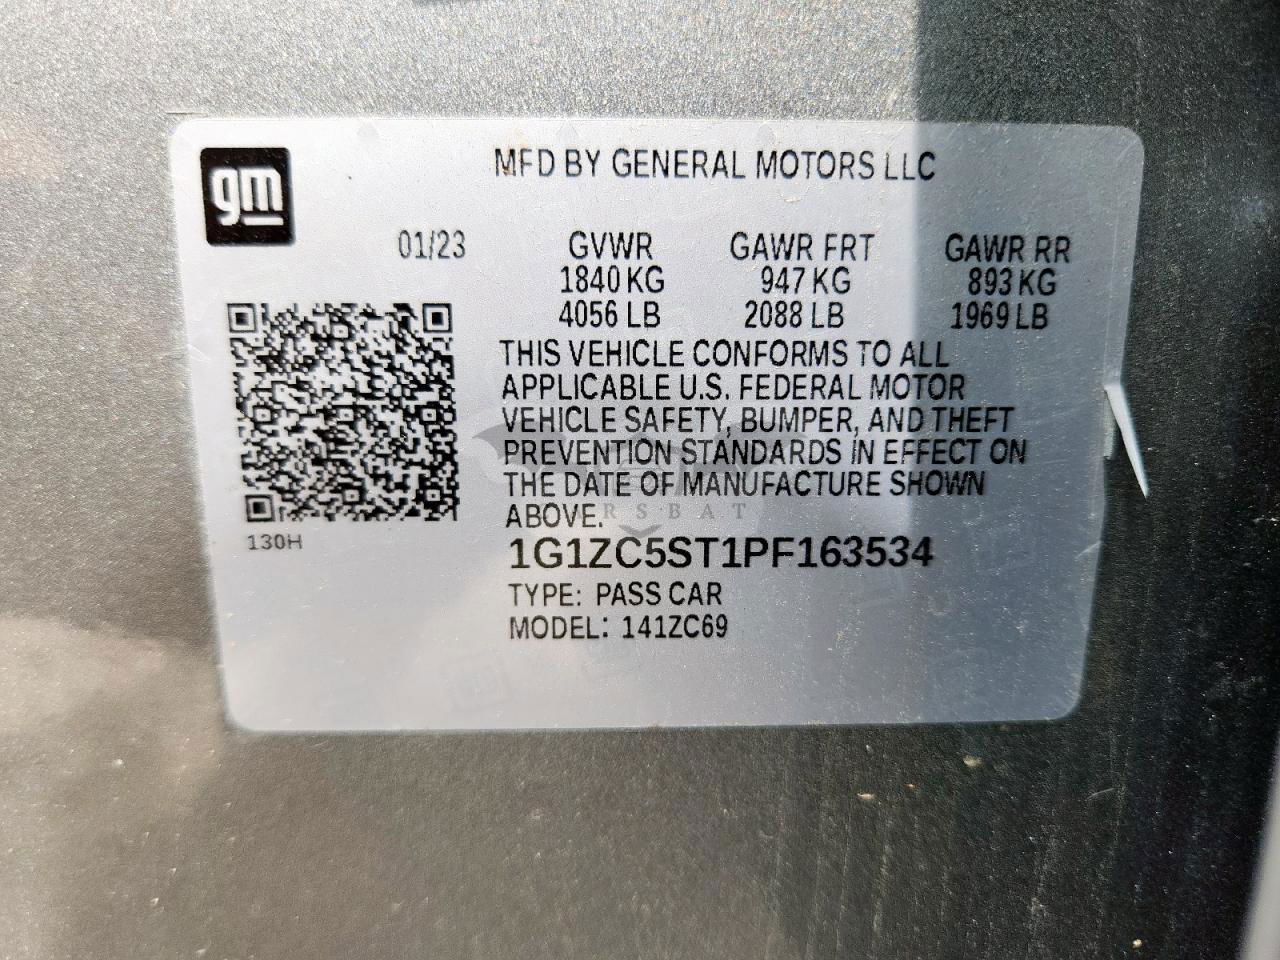 gm
MFD BY GENERAL MOTORS LLC
01/23 GVWR GAWR FRT GAWR RR
1840 KG 947 KG 893 KG
4056 LB 2088 LB 1969 LB
THIS VEHICLE CONFORMS TO ALL
APPLICABLE U.S. FEDERAL MOTOR
VEHICLE SAFETY, BUMPER, AND THEFT
PREVENTION STANDARDS IN EFFECT ON
THE DATE OF MANUFACTURE SHOWN
ABOVE.
130H
1G1ZC5ST1PF163534
TYPE: PASS CAR
MODEL: 141ZC69